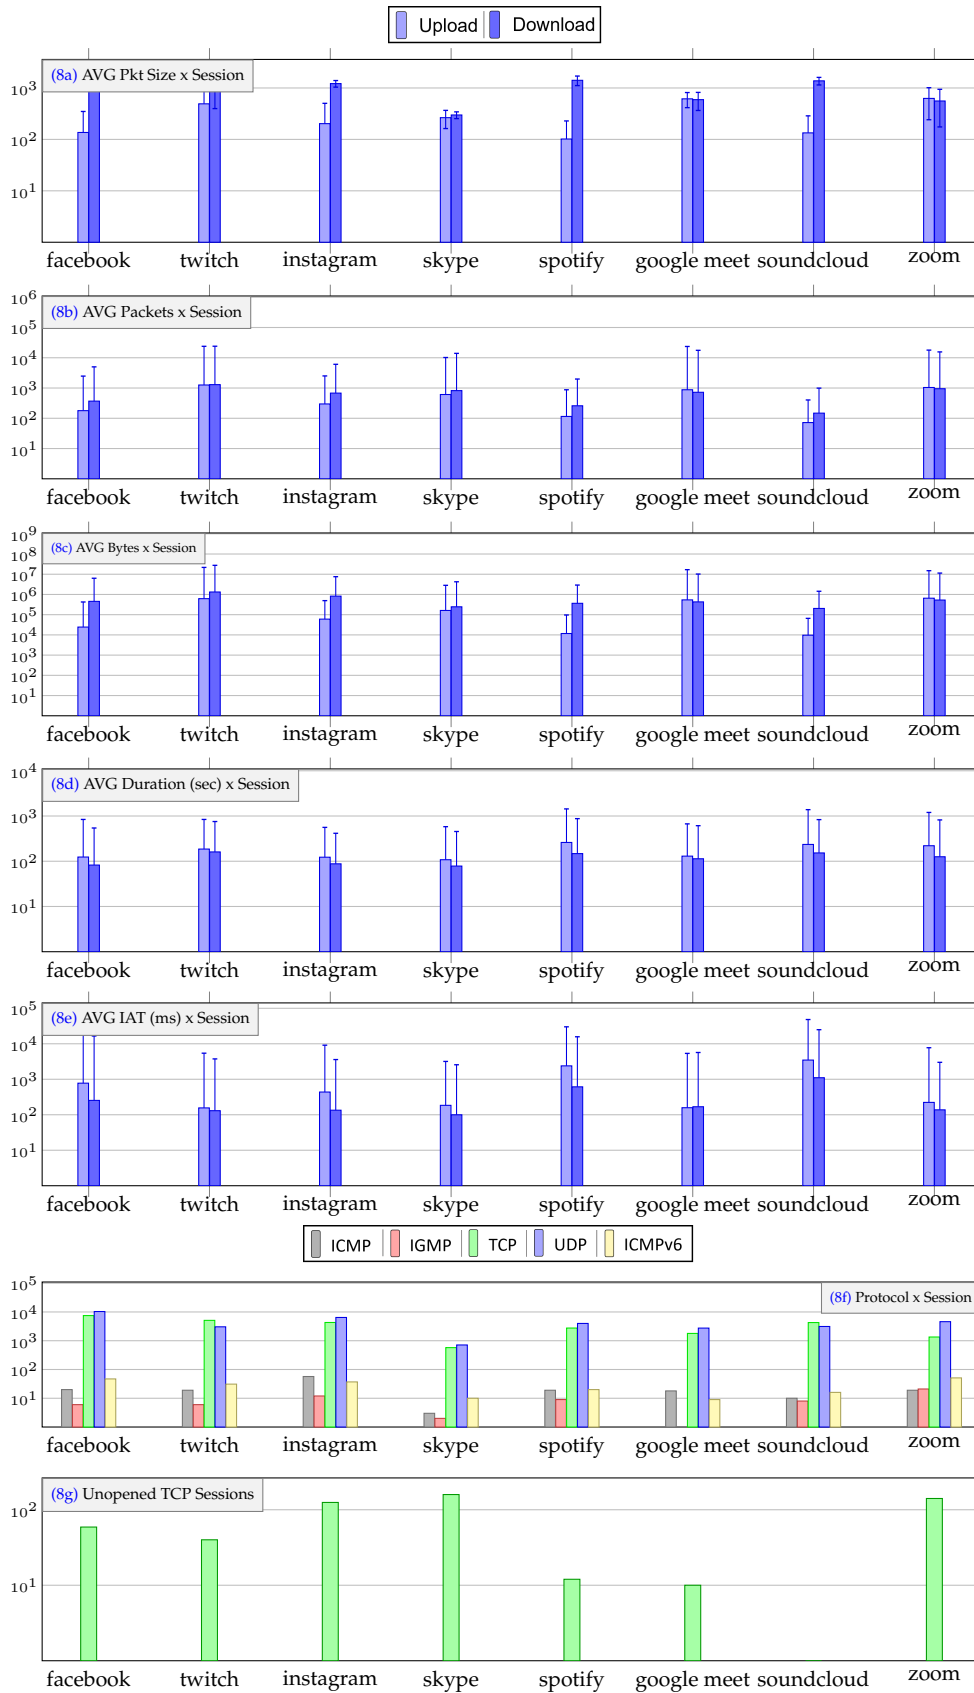 Upload Download
(8a) AVG Pkt Size x Session
10^3
10^2
10^1
facebook twitch instagram skype spotify google meet soundcloud zoom
10^6
(8b) AVG Packets x Session
10^5
10^4
10^3
10^2
10^1
facebook twitch instagram skype spotify google meet soundcloud zoom
10^9
(8c) AVG Bytes x Session
10^8
10^7
10^6
10^5
10^4
10^3
10^2
10^1
facebook twitch instagram skype spotify google meet soundcloud zoom
10^4
(8d) AVG Duration (sec) x Session
10^3
10^2
10^1
facebook twitch instagram skype spotify google meet soundcloud zoom
10^5
(8e) AVG IAT (ms) x Session
10^4
10^3
10^2
10^1
facebook twitch instagram skype spotify google meet soundcloud zoom
ICMP IGMP TCP UDP ICMPv6
10^5
(8f) Protocol x Session
10^4
10^3
10^2
10^1
facebook twitch instagram skype spotify google meet soundcloud zoom
(8g) Unopened TCP Sessions
10^2
10^1
facebook twitch instagram skype spotify google meet soundcloud zoom